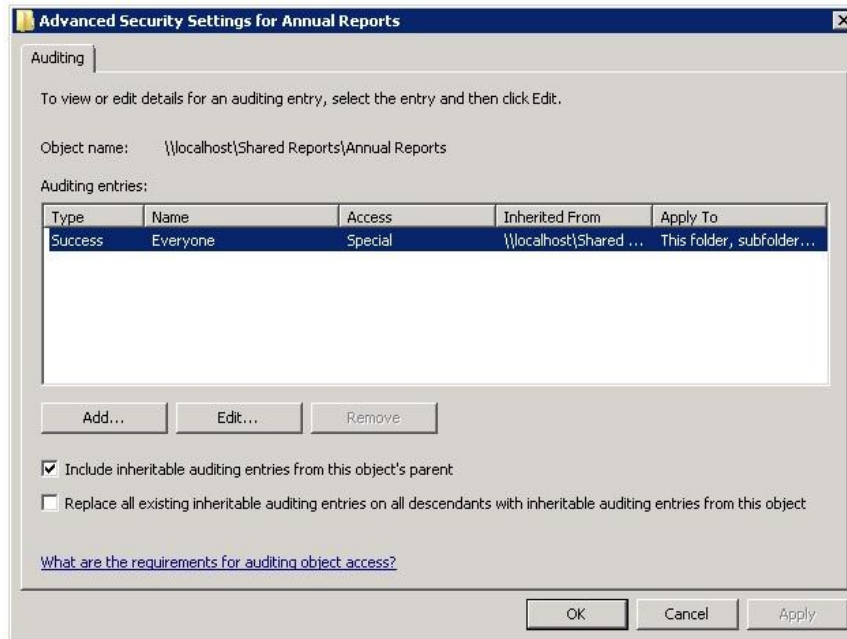 Advanced Security Settings for Annual Reports
Auditing
To view or edit details for an auditing entry, select the entry and then click Edit.
Object name: \\localhost\Shared Reports\Annual Reports
Auditing entries:
Type Name Access Inherited From Apply To
Success Everyone Special \\localhost\Shared ... This folder, subfolder...
Add... Edit... Remove
Include inheritable auditing entries from this object's parent
Replace all existing inheritable auditing entries on all descendants with inheritable auditing entries from this object
What are the requirements for auditing object access?
OK Cancel Apply